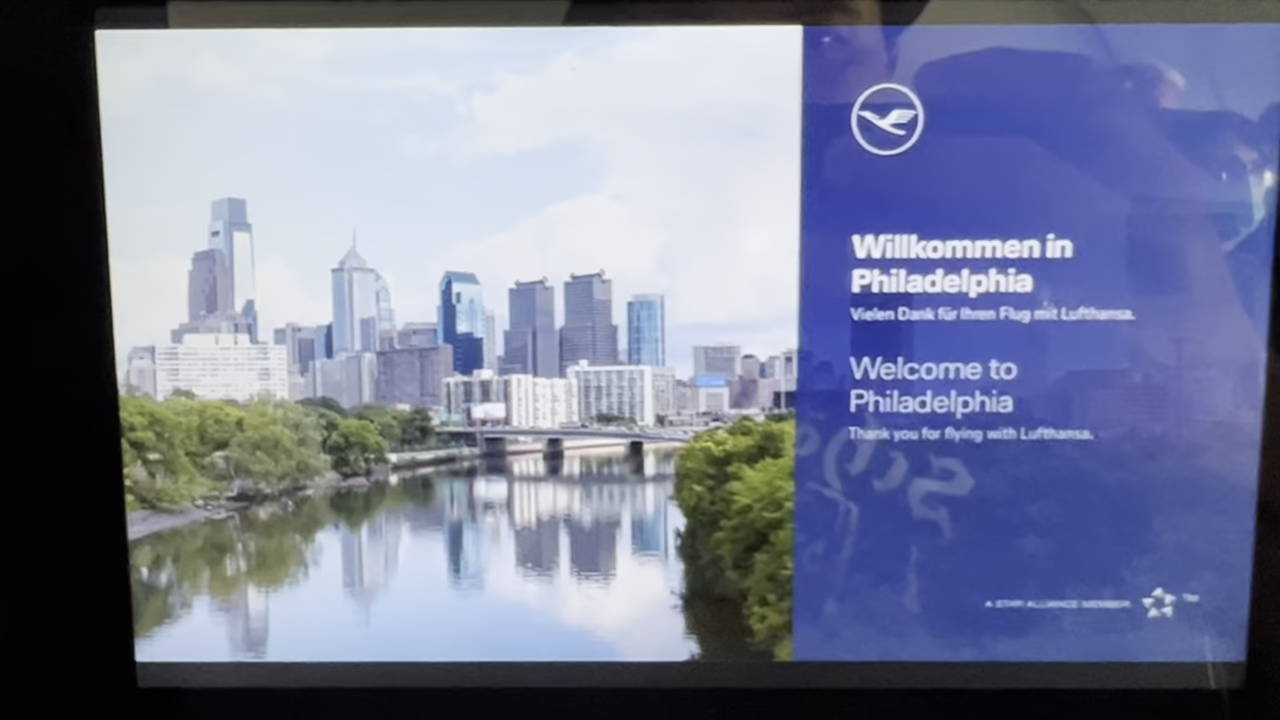 Willkommen in
Philadelphia
Vielen Dank für Ihren Flug mit Lufthansa.
Welcome to
Philadelphia
Thank you for flying with Lufthansa.
A STAR ALLIANCE MEMBER ™